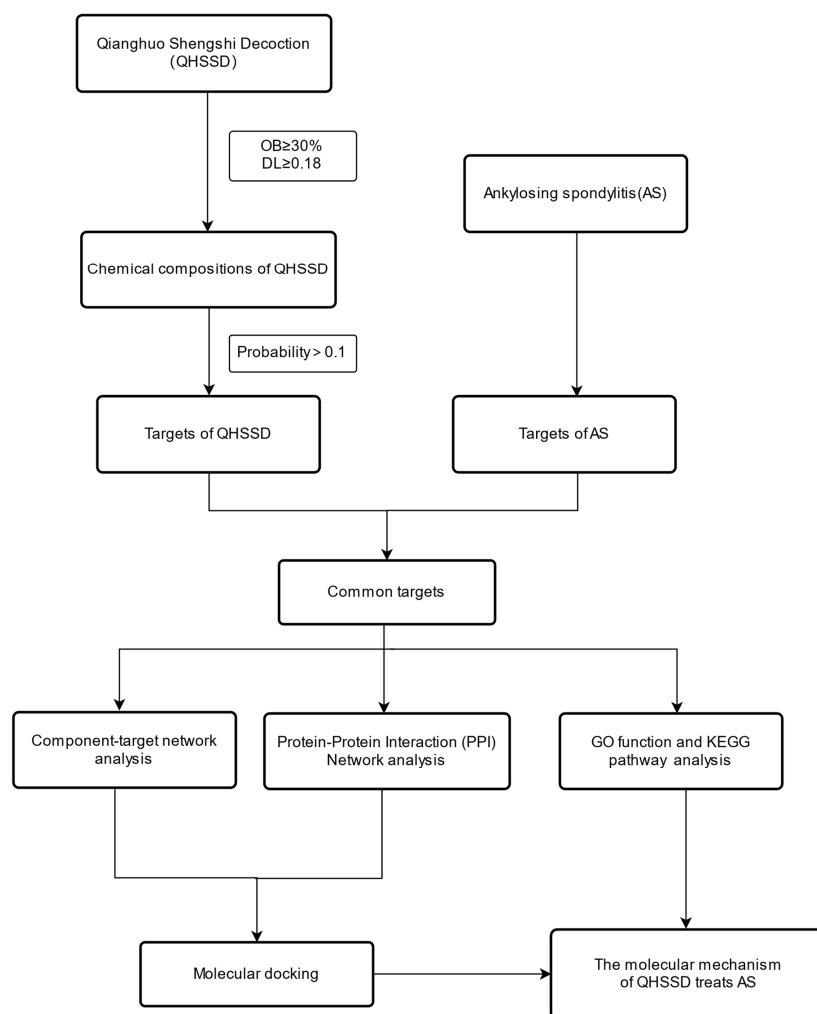 Qianghuo Shengshi Decoction
(QHSSD)
OB≥30%
DL≥0.18
Ankylosing spondylitis(AS)
Chemical compositions of QHSSD
Probability> 0.1
Targets of QHSSD
Targets of AS
Common targets
Component-target network
analysis
Protein-Protein Interaction (PPI)
Network analysis
GO function and KEGG
pathway analysis
Molecular docking
The molecular mechanism
of QHSSD treats AS